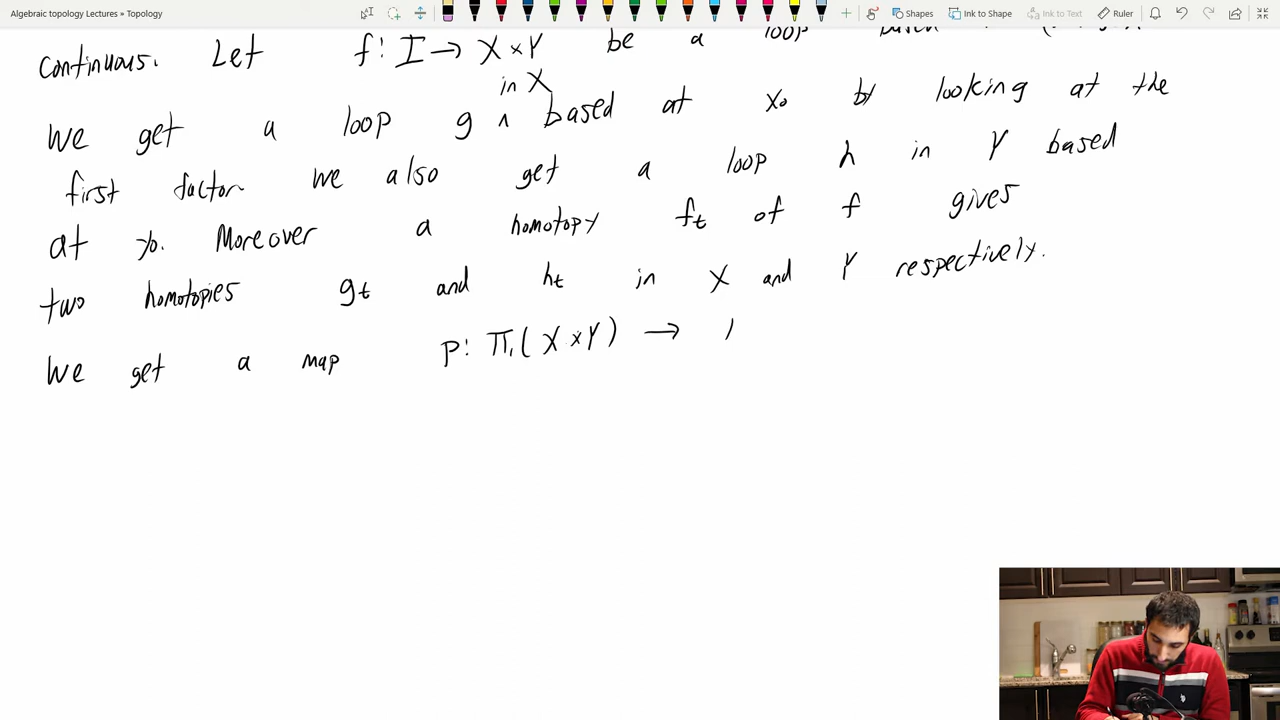 Algebraic topology Lectures » Topology
Shapes Ink to Shape Ink to Text Ruler
continuous. Let f: I → X × Y be a loop based
in X
We get a loop g ^ based at x₀ by looking at the
first factor we also get a loop h in Y based
at y₀. Moreover a homotopy fₜ of f gives
two homotopies gₜ and hₜ in X and Y respectively.
We get a map P: π₁(X × Y) →